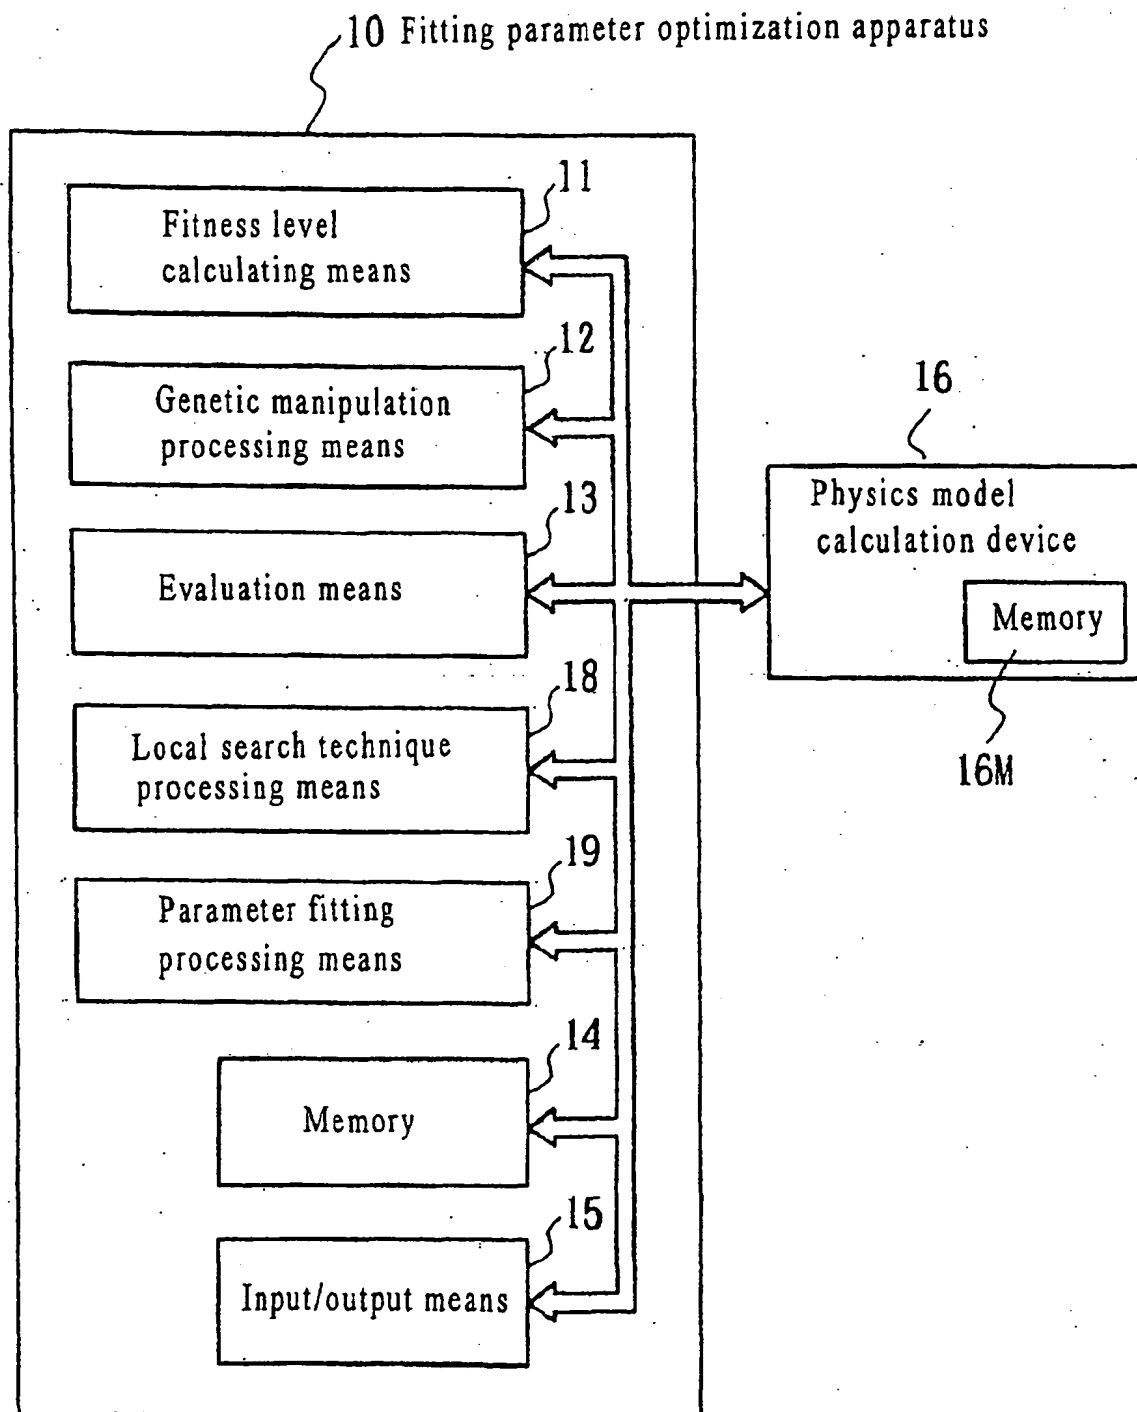 10 Fitting parameter optimization apparatus
11
Fitness level
calculating means
12
Genetic manipulation
processing means
13
Evaluation means
18
Local search technique
processing means
19
Parameter fitting
processing means
14
Memory
15
Input/output means
16
Physics model
calculation device
Memory
16M